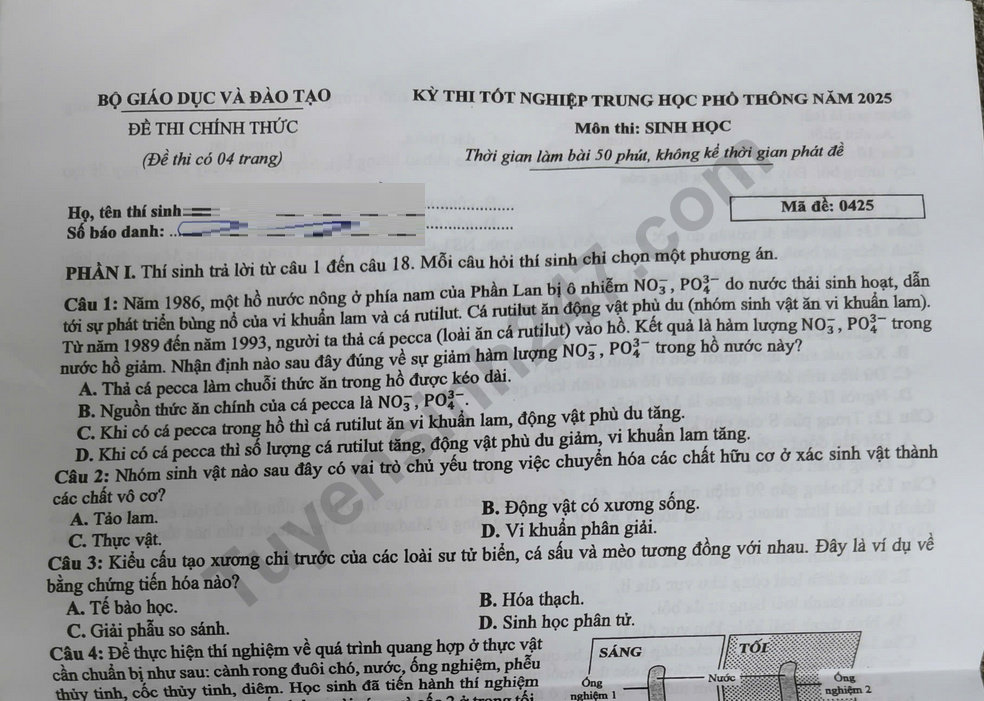 BỘ GIÁO DỤC VÀ ĐÀO TẠO
ĐỀ THI CHÍNH THỨC
(Đề thi có 04 trang)
KỲ THI TỐT NGHIỆP TRUNG HỌC PHỔ THÔNG NĂM 2025
Môn thi: SINH HỌC
Thời gian làm bài 50 phút, không kể thời gian phát đề
Họ, tên thí sinh
Số báo danh: ..
Mã đề: 0425
PHẦN I. Thí sinh trả lời từ câu 1 đến câu 18. Mỗi câu hỏi thí sinh chỉ chọn một phương án.
Câu 1: Năm 1986, một hồ nước nông ở phía nam của Phần Lan bị ô nhiễm NO₃⁻, PO₄³⁻ do nước thải sinh hoạt, dẫn
tới sự phát triển bùng nổ của vi khuẩn lam và cá rutilut. Cá rutilut ăn động vật phù du (nhóm sinh vật ăn vi khuẩn lam).
Từ năm 1989 đến năm 1993, người ta thả cá pecca (loài ăn cá rutilut) vào hồ. Kết quả là hàm lượng NO₃⁻, PO₄³⁻ trong
nước hồ giảm. Nhận định nào sau đây đúng về sự giảm hàm lượng NO₃⁻, PO₄³⁻ trong hồ nước này?
A. Thả cá pecca làm chuỗi thức ăn trong hồ được kéo dài.
B. Nguồn thức ăn chính của cá pecca là NO₃⁻, PO₄³⁻.
C. Khi có cá pecca trong hồ thì cá rutilut ăn vi khuẩn lam, động vật phù du tăng.
D. Khi có cá pecca thì số lượng cá rutilut tăng, động vật phù du giảm, vi khuẩn lam tăng.
Câu 2: Nhóm sinh vật nào sau đây có vai trò chủ yếu trong việc chuyển hóa các chất hữu cơ ở xác sinh vật thành
các chất vô cơ?
A. Tảo lam.
B. Động vật có xương sống.
C. Thực vật.
D. Vi khuẩn phân giải.
Câu 3: Kiểu cấu tạo xương chi trước của các loài sư tử biển, cá sấu và mèo tương đồng với nhau. Đây là ví dụ về
bằng chứng tiến hóa nào?
A. Tế bào học.
B. Hóa thạch.
C. Giải phẫu so sánh.
D. Sinh học phân tử.
Câu 4: Để thực hiện thí nghiệm về quá trình quang hợp ở thực vật
cần chuẩn bị như sau: cành rong đuôi chó, nước, ống nghiệm, phễu
thủy tinh, cốc thủy tinh, diêm. Học sinh đã tiến hành thí nghiệm
SÁNG
TỐI
Ống
nghiệm 1
Nước
Ống
nghiệm 2
Tuyensinh247.com